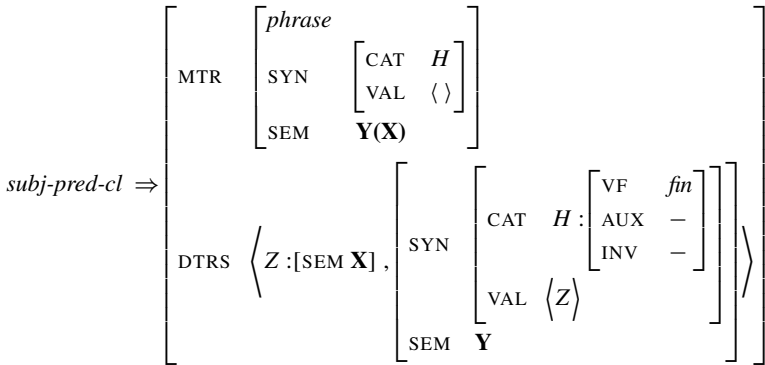 phrase
CAT H
MTR SYN
VAL ⟨ ⟩
SEM Y(X)
subj-pred-cl ⇒
VF fin
CAT H : AUX −
SYN INV −
DTRS ⟨ Z :[SEM X] ,
VAL ⟨Z⟩ ⟩
SEM Y